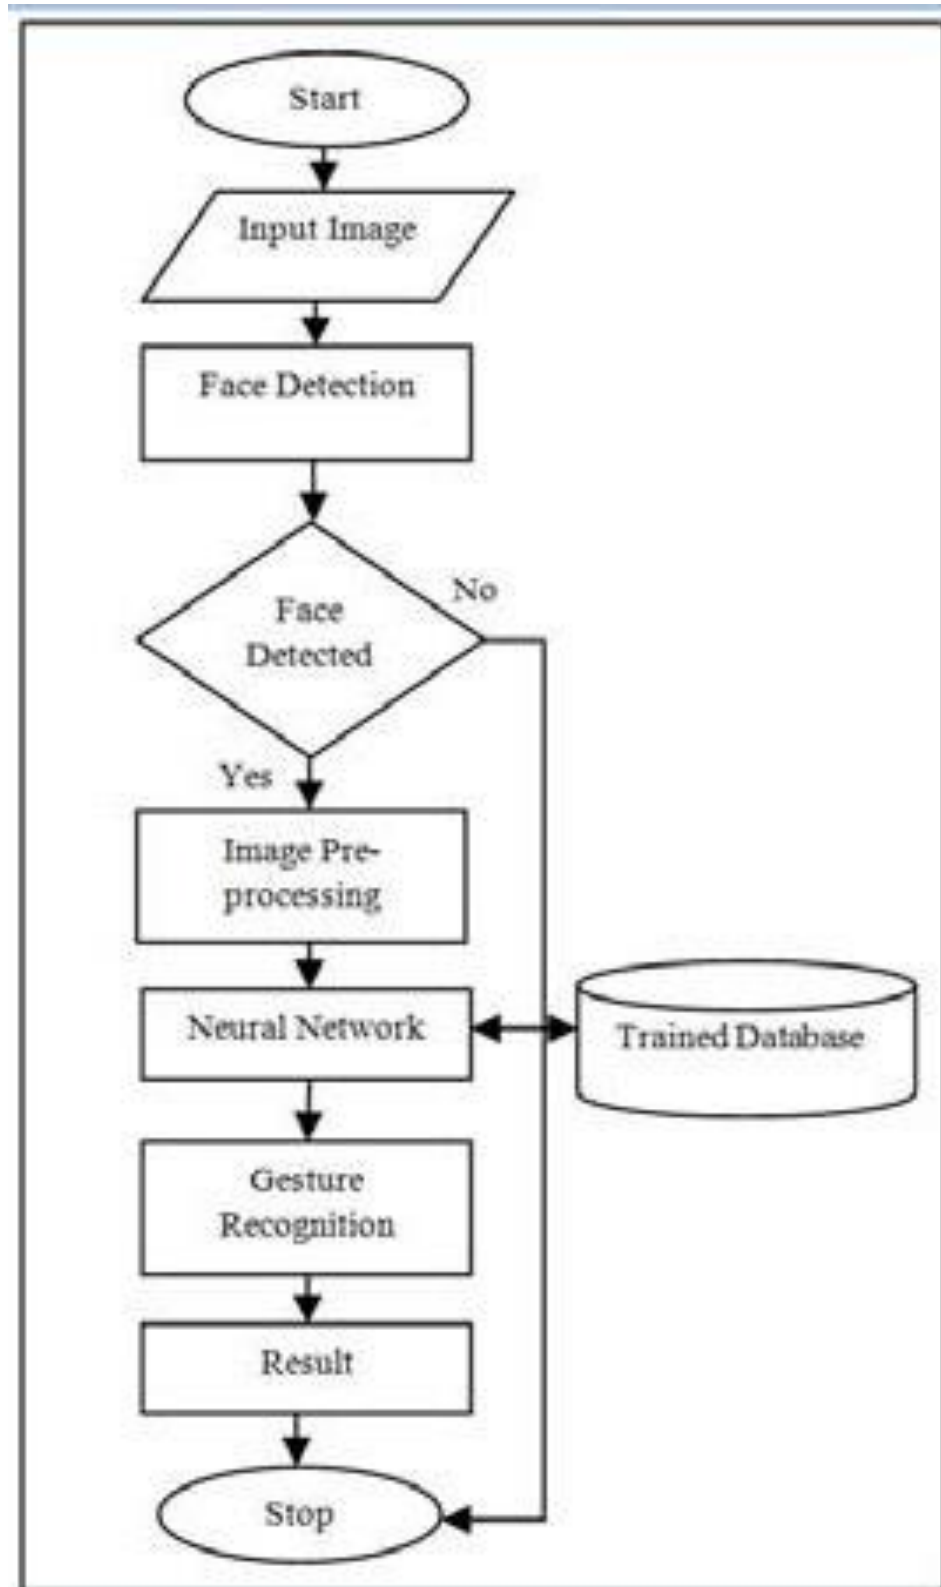 Start
Input Image
Face Detection
Face
Detected
No
Yes
Image Pre-
processing
Neural Network
Trained Database
Gesture
Recognition
Result
Stop